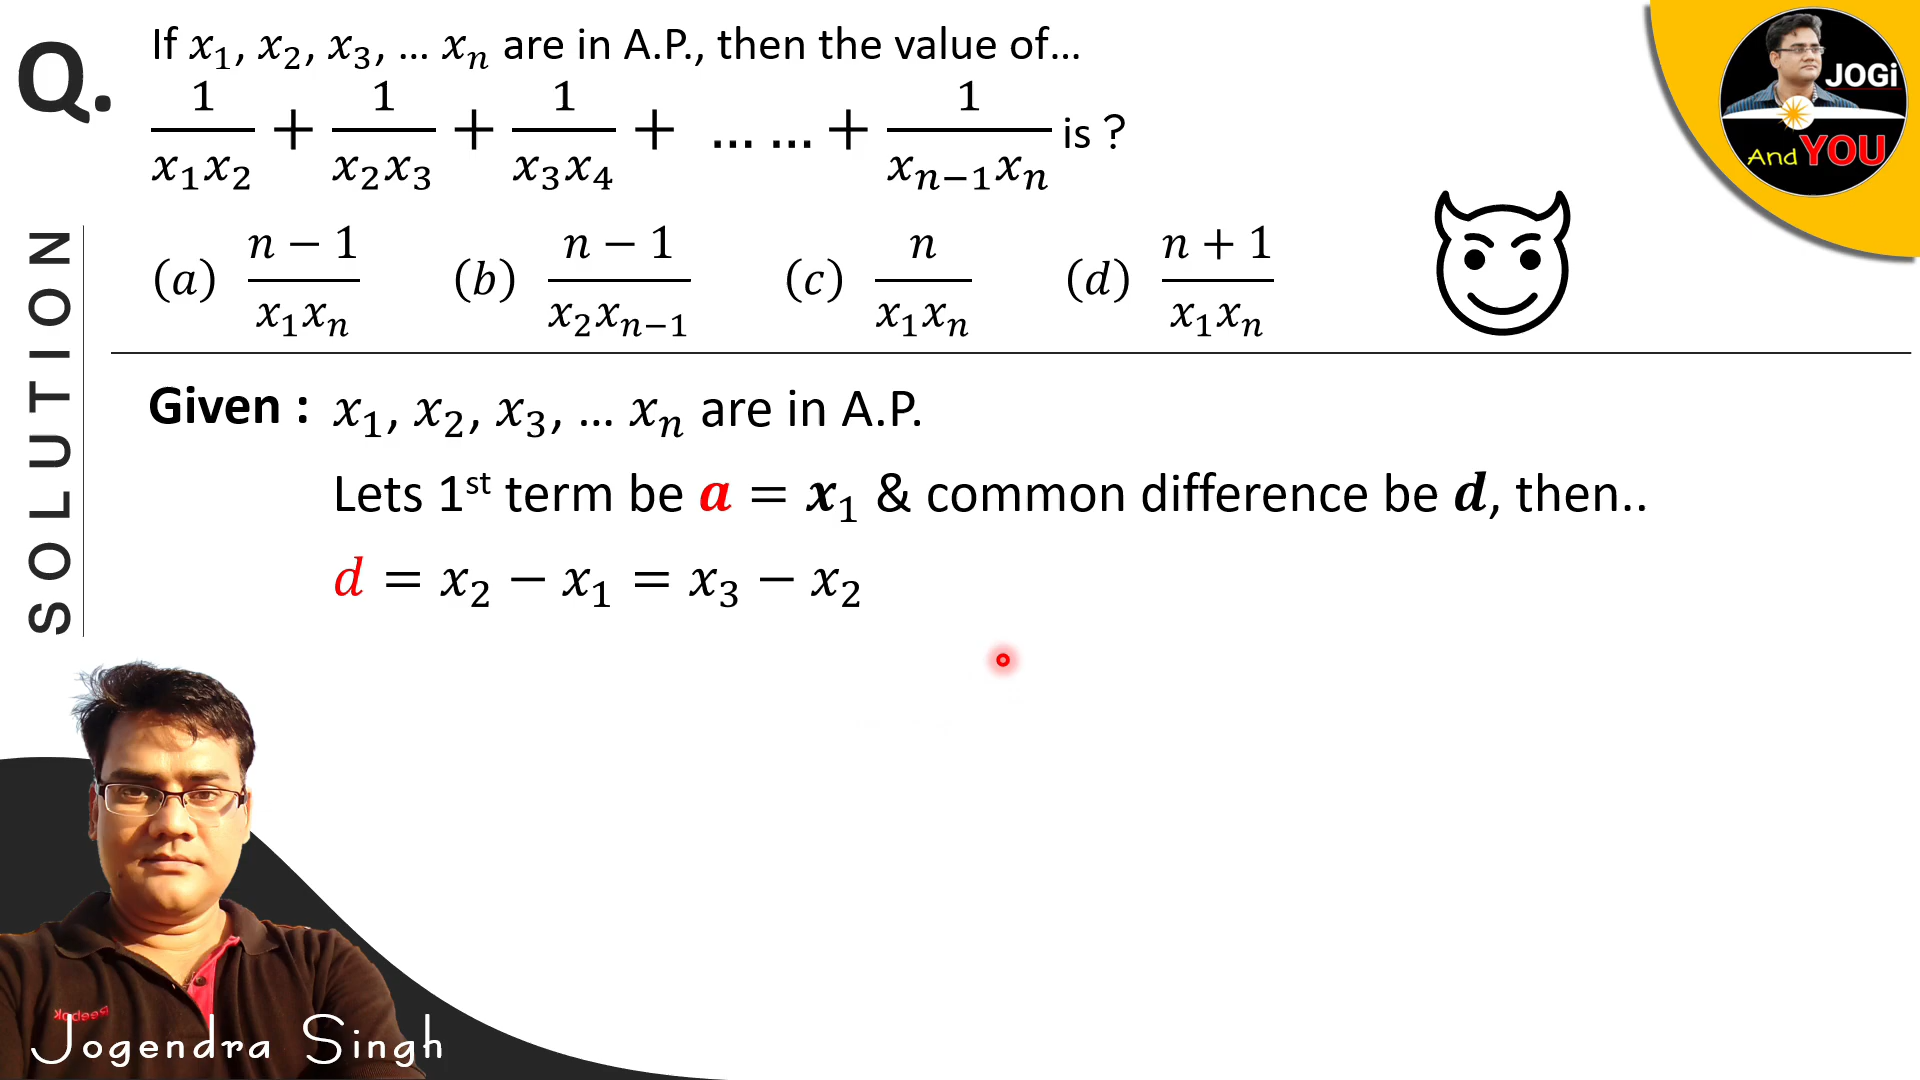 Q.
If x₁, x₂, x₃, ... xₙ are in A.P., then the value of...
1/(x₁x₂) + 1/(x₂x₃) + 1/(x₃x₄) + ... ... + 1/(xₙ₋₁xₙ) is ?
(a) (n − 1)/(x₁xₙ) (b) (n − 1)/(x₂xₙ₋₁) (c) n/(x₁xₙ) (d) (n + 1)/(x₁xₙ)
JOGi
And YOU
SOLUTION
Given : x₁, x₂, x₃, ... xₙ are in A.P.
Lets 1st term be a = x₁ & common difference be d, then..
d = x₂ − x₁ = x₃ − x₂
Reebok
Jogendra Singh